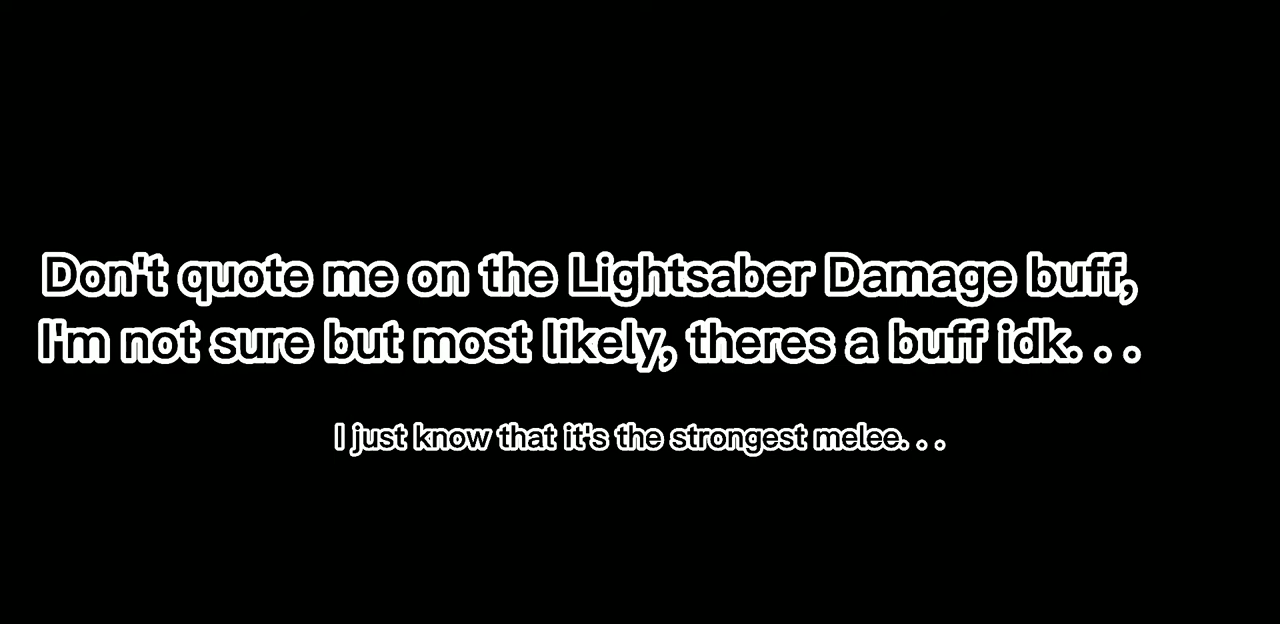 Don't quote me on the Lightsaber Damage buff,
I'm not sure but most likely, theres a buff idk. . .
I just know that it's the strongest melee. . .